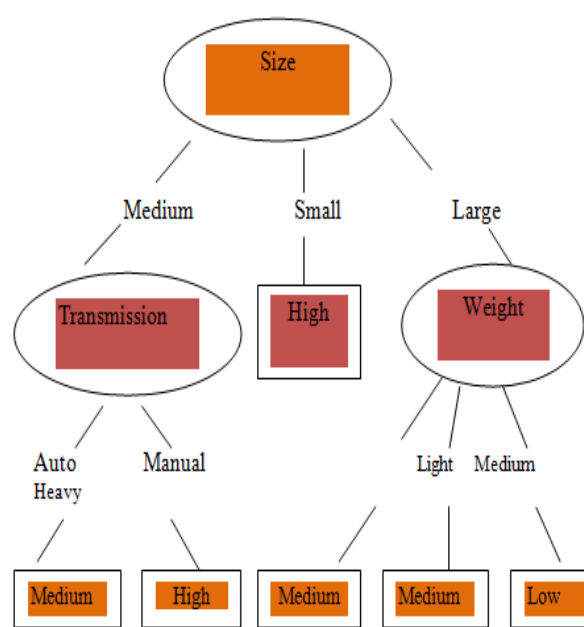 Size
Medium Small Large
Transmission High Weight
Auto Manual Light Medium
Heavy
Medium High Medium Medium Low